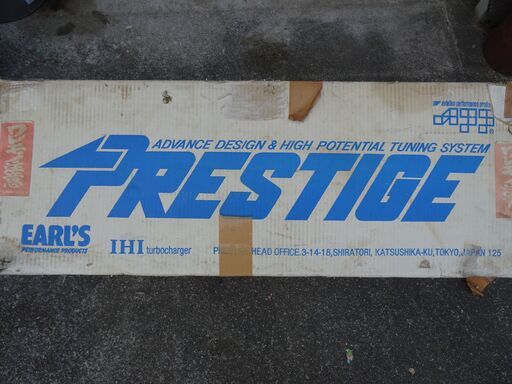 ADVANCE DESIGN & HIGH POTENTIAL TUNING SYSTEM
PRESTIGE
EARL'S
PERFORMANCE PRODUCTS
IHI turbocharger
HEAD OFFICE.3-14-18,SHIRATORI, KATSUSHIKA-KU,TOKYO,JAPAN 125